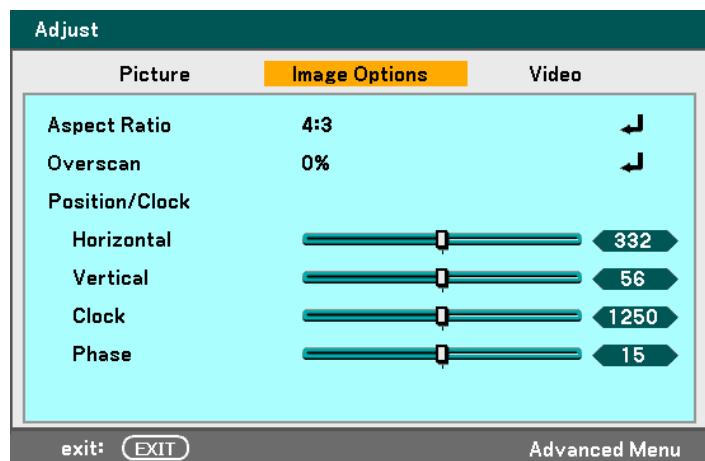 Adjust
Picture Image Options Video
Aspect Ratio 4:3
Overscan 0%
Position/Clock
Horizontal 332
Vertical 56
Clock 1250
Phase 15
exit: EXIT Advanced Menu